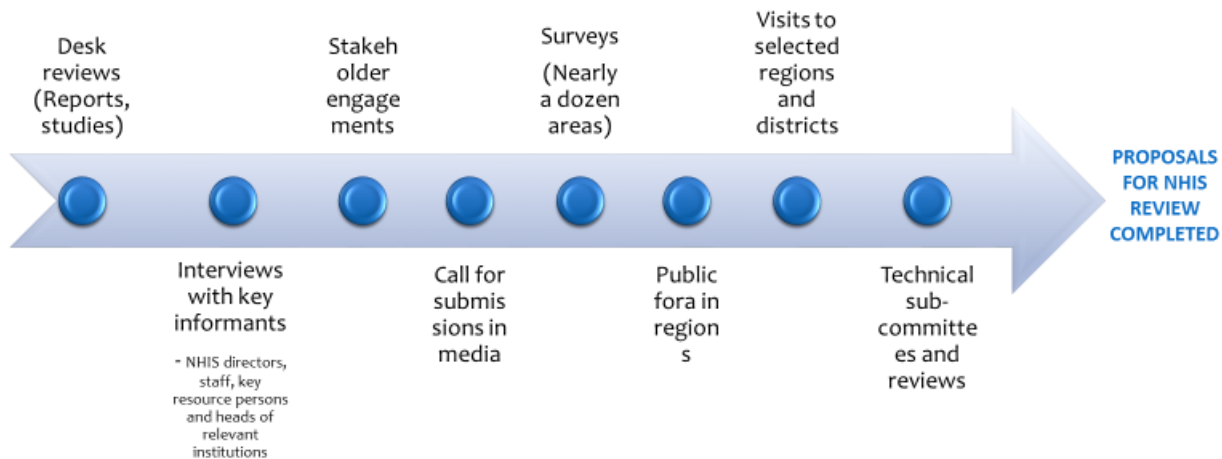 Desk
reviews
(Reports,
studies)
Interviews
with key
informants
- NHIS directors,
staff, key
resource persons
and heads of
relevant
institutions
Stakeh
older
engage
ments
Call for
submis
sions in
media
Surveys
(Nearly
a dozen
areas)
Public
fora in
region
s
Visits to
selected
regions
and
districts
Technical
sub-
committe
es and
reviews
PROPOSALS
FOR NHIS
REVIEW
COMPLETED